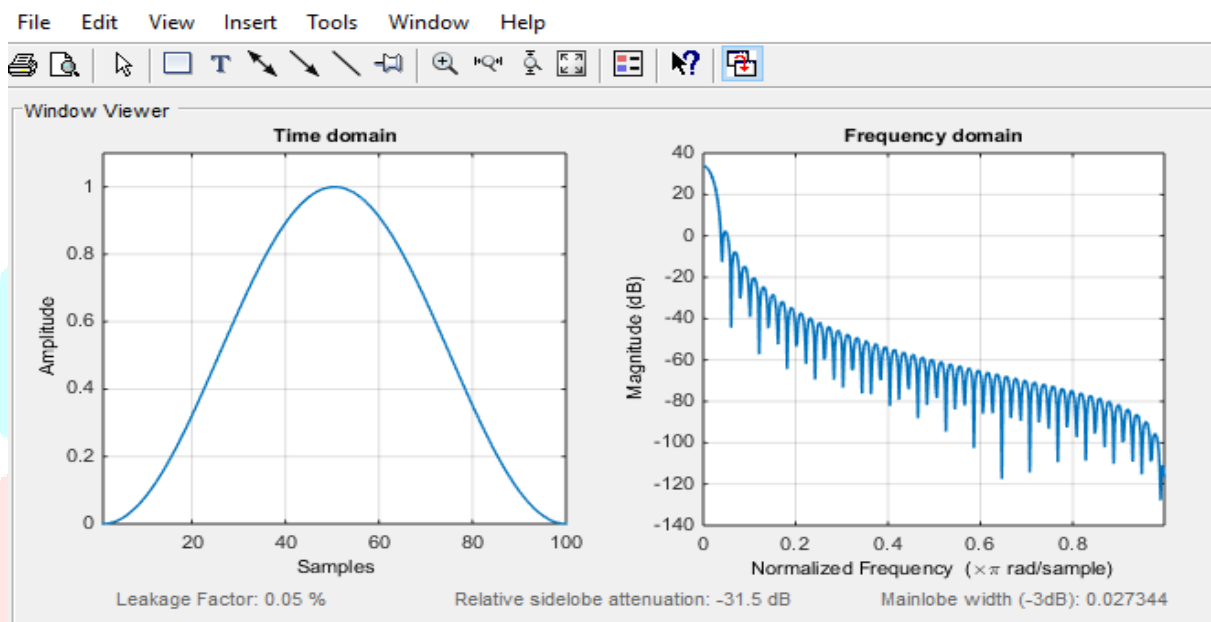 File Edit View Insert Tools Window Help
T
?
Window Viewer
Time domain
1
0.8
0.6
0.4
0.2
0
20 40 60 80 100
Amplitude
Samples
Frequency domain
40
20
0
-20
-40
-60
-80
-100
-120
-140
0 0.2 0.4 0.6 0.8
Magnitude (dB)
Normalized Frequency (×π rad/sample)
Leakage Factor: 0.05 % Relative sidelobe attenuation: -31.5 dB Mainlobe width (-3dB): 0.027344